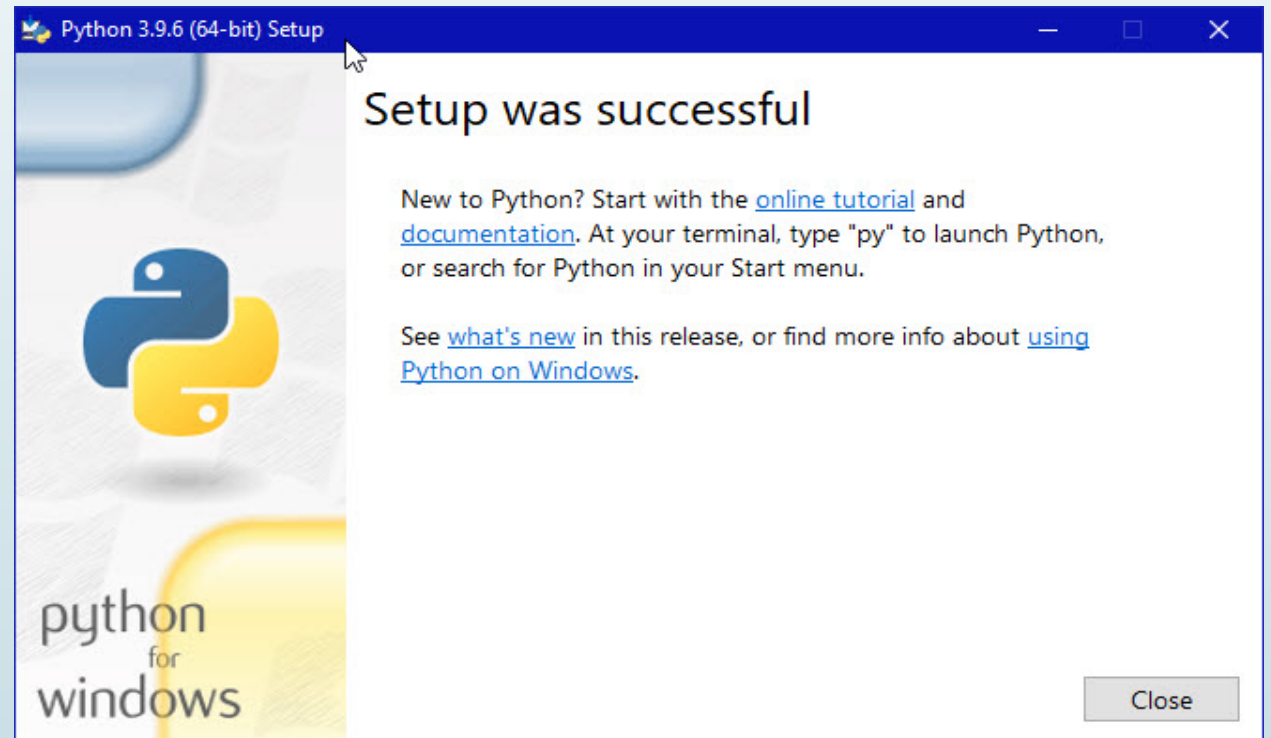 Python 3.9.6 (64-bit) Setup
Setup was successful
New to Python? Start with the online tutorial and
documentation. At your terminal, type "py" to launch Python,
or search for Python in your Start menu.
See what's new in this release, or find more info about using
Python on Windows.
python
for
windows
Close